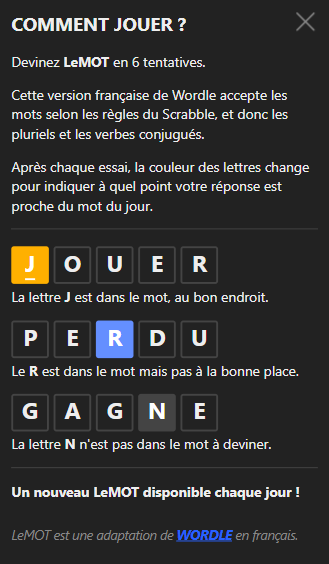 COMMENT JOUER ?
Devinez LeMOT en 6 tentatives.
Cette version française de Wordle accepte les
mots selon les règles du Scrabble, et donc les
pluriels et les verbes conjugués.
Après chaque essai, la couleur des lettres change
pour indiquer à quel point votre réponse est
proche du mot du jour.
J O U E R
La lettre J est dans le mot, au bon endroit.
P E R D U
Le R est dans le mot mais pas à la bonne place.
G A G N E
La lettre N n'est pas dans le mot à deviner.
Un nouveau LeMOT disponible chaque jour !
LeMOT est une adaptation de WORDLE en français.